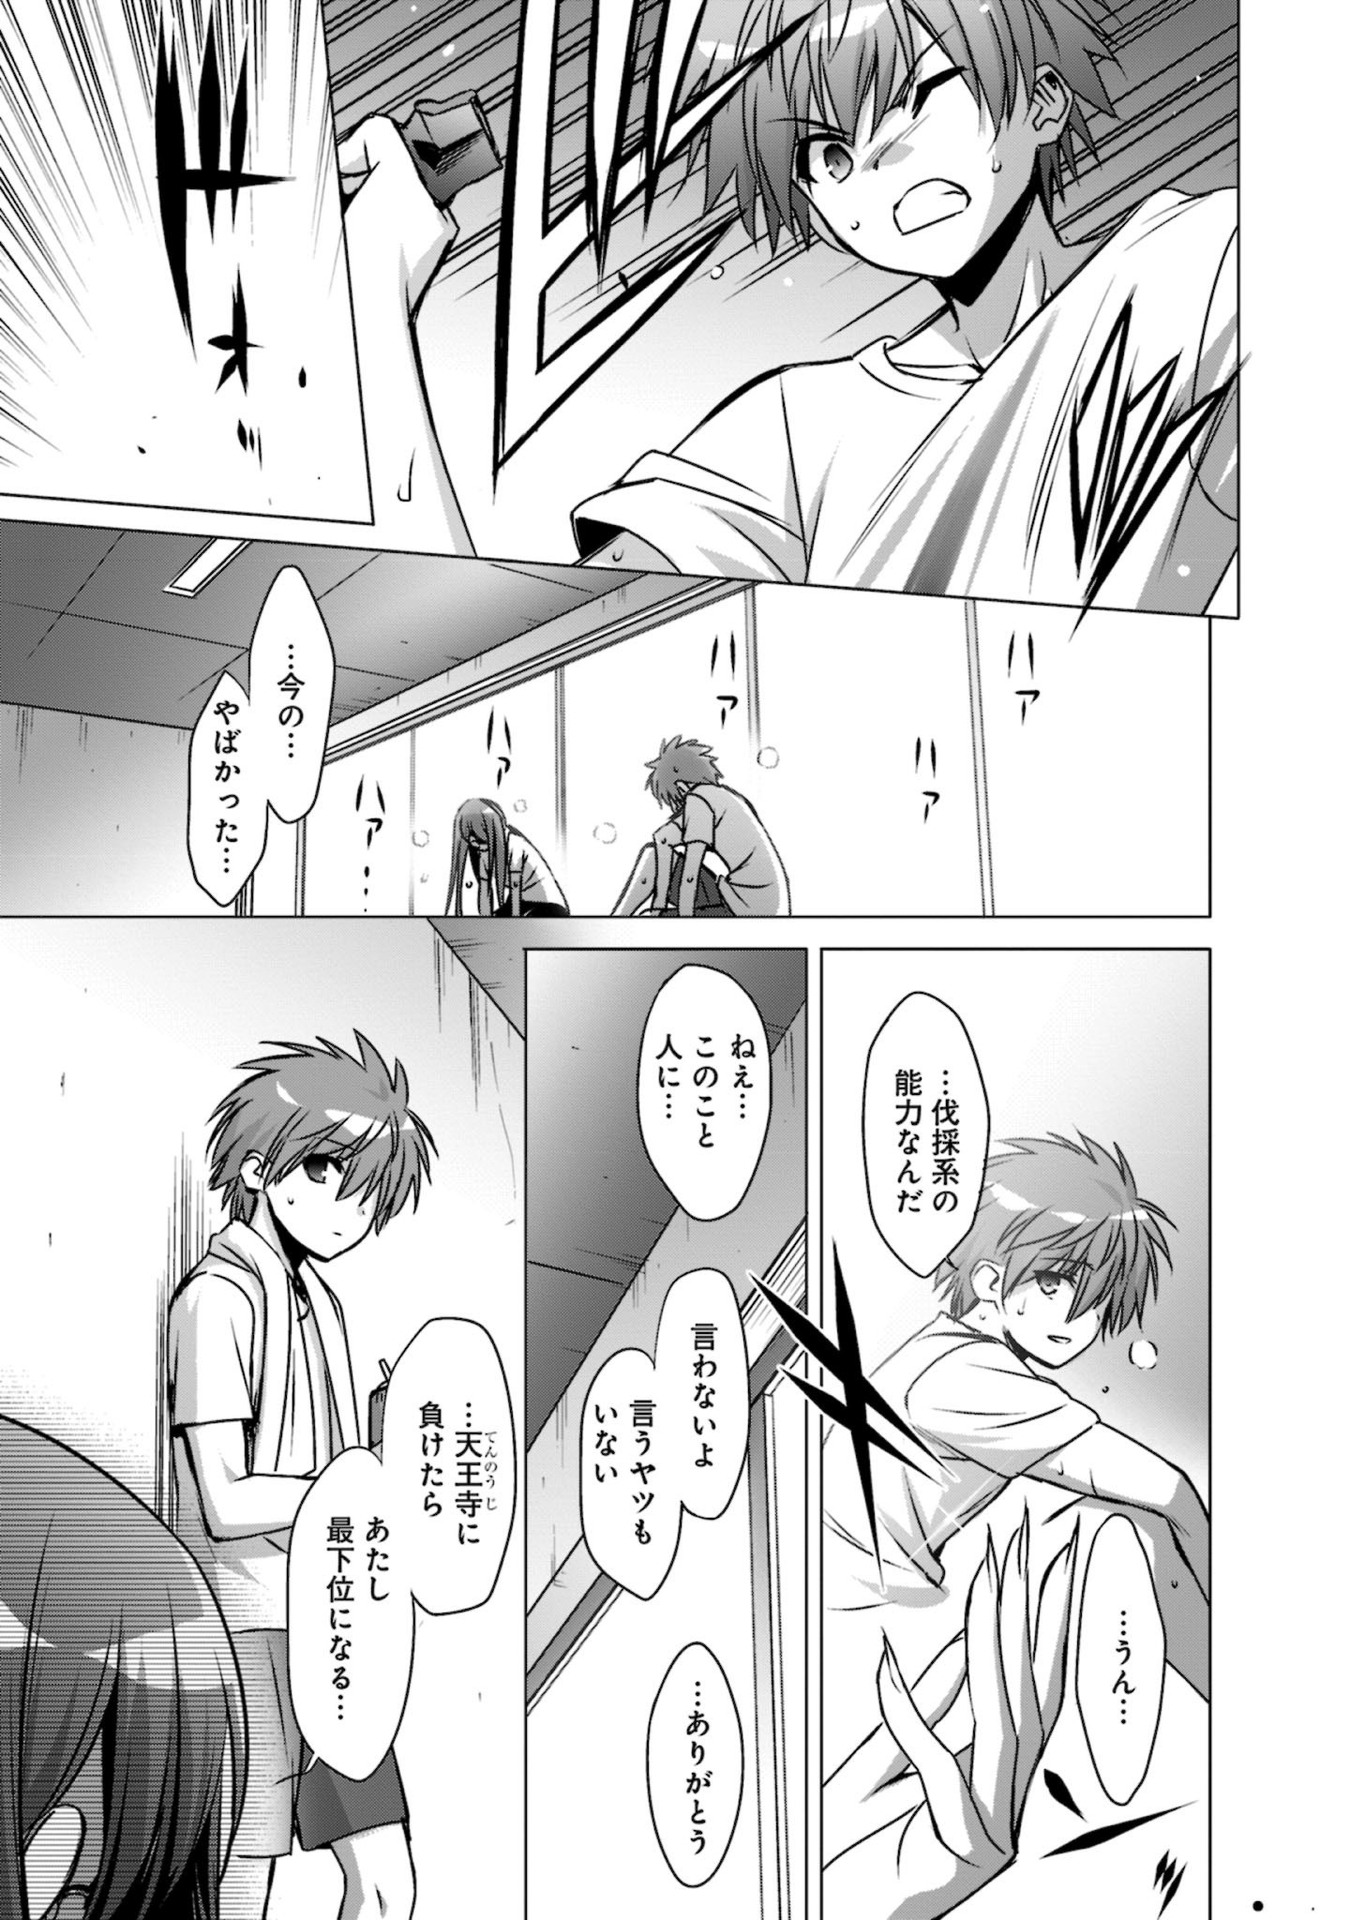 ハァ
ハァ
ハァ
ハァ
…今の…
やばかった…
…伐採系の
能力なんだ
…うん…
ねえ…
このこと
人に…
言わないよ
言うヤツも
いない
…ありがとう
…天王寺に
てんのうじ
負けたら
あたし
最下位になる…